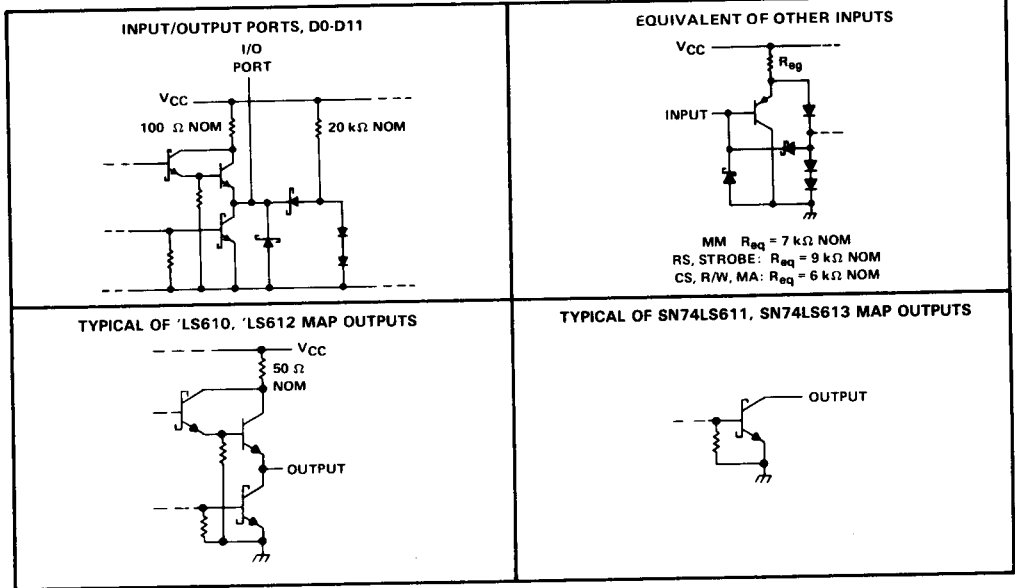 INPUT/OUTPUT PORTS, D0-D11
I/O
PORT
VCC
100 Ω NOM
20 kΩ NOM
EQUIVALENT OF OTHER INPUTS
VCC
Req
INPUT
MM Req = 7 kΩ NOM
RS, STROBE: Req = 9 kΩ NOM
CS, R/W, MA: Req = 6 kΩ NOM
TYPICAL OF 'LS610, 'LS612 MAP OUTPUTS
VCC
50 Ω
NOM
OUTPUT
TYPICAL OF SN74LS611, SN74LS613 MAP OUTPUTS
OUTPUT